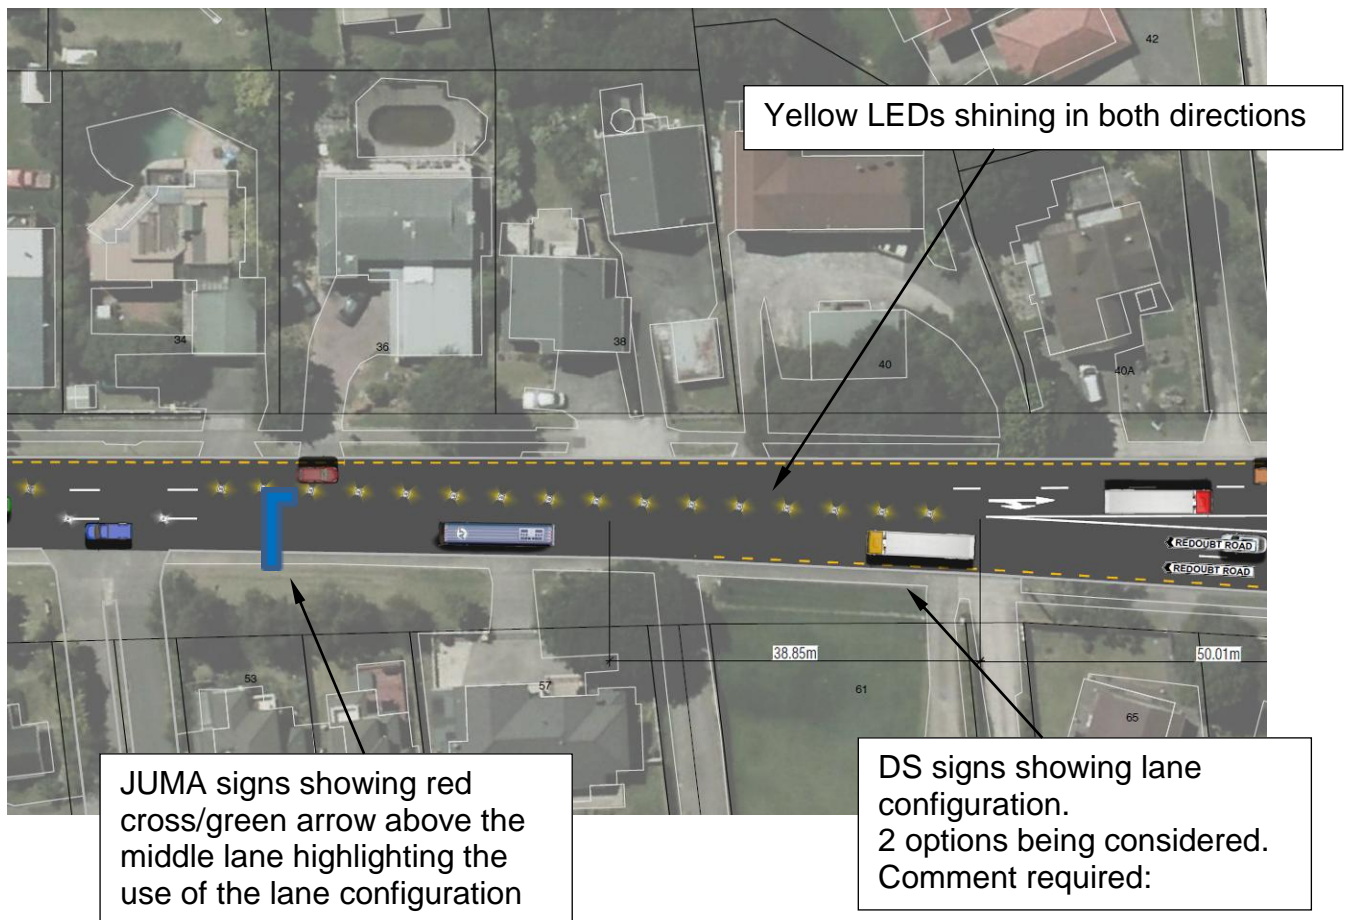 42
Yellow LEDs shining in both directions
34
36
38
40
40A
REDOUBT ROAD
REDOUBT ROAD
38.85m
50.01m
53
57
61
65
JUMA signs showing red
cross/green arrow above the
middle lane highlighting the
use of the lane configuration
DS signs showing lane
configuration.
2 options being considered.
Comment required: